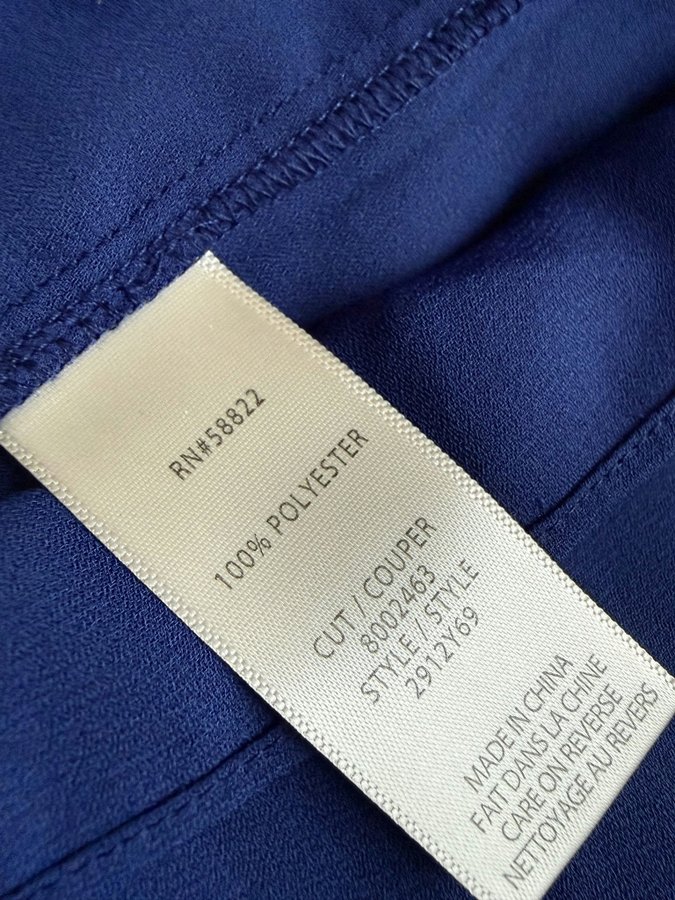 RN#58822
100% POLYESTER
CUT / COUPER
8002463
STYLE / STYLE
2912Y69
MADE IN CHINA
FAIT DANS LA CHINE
CARE ON REVERSE
NETTOYAGE AU REVERS